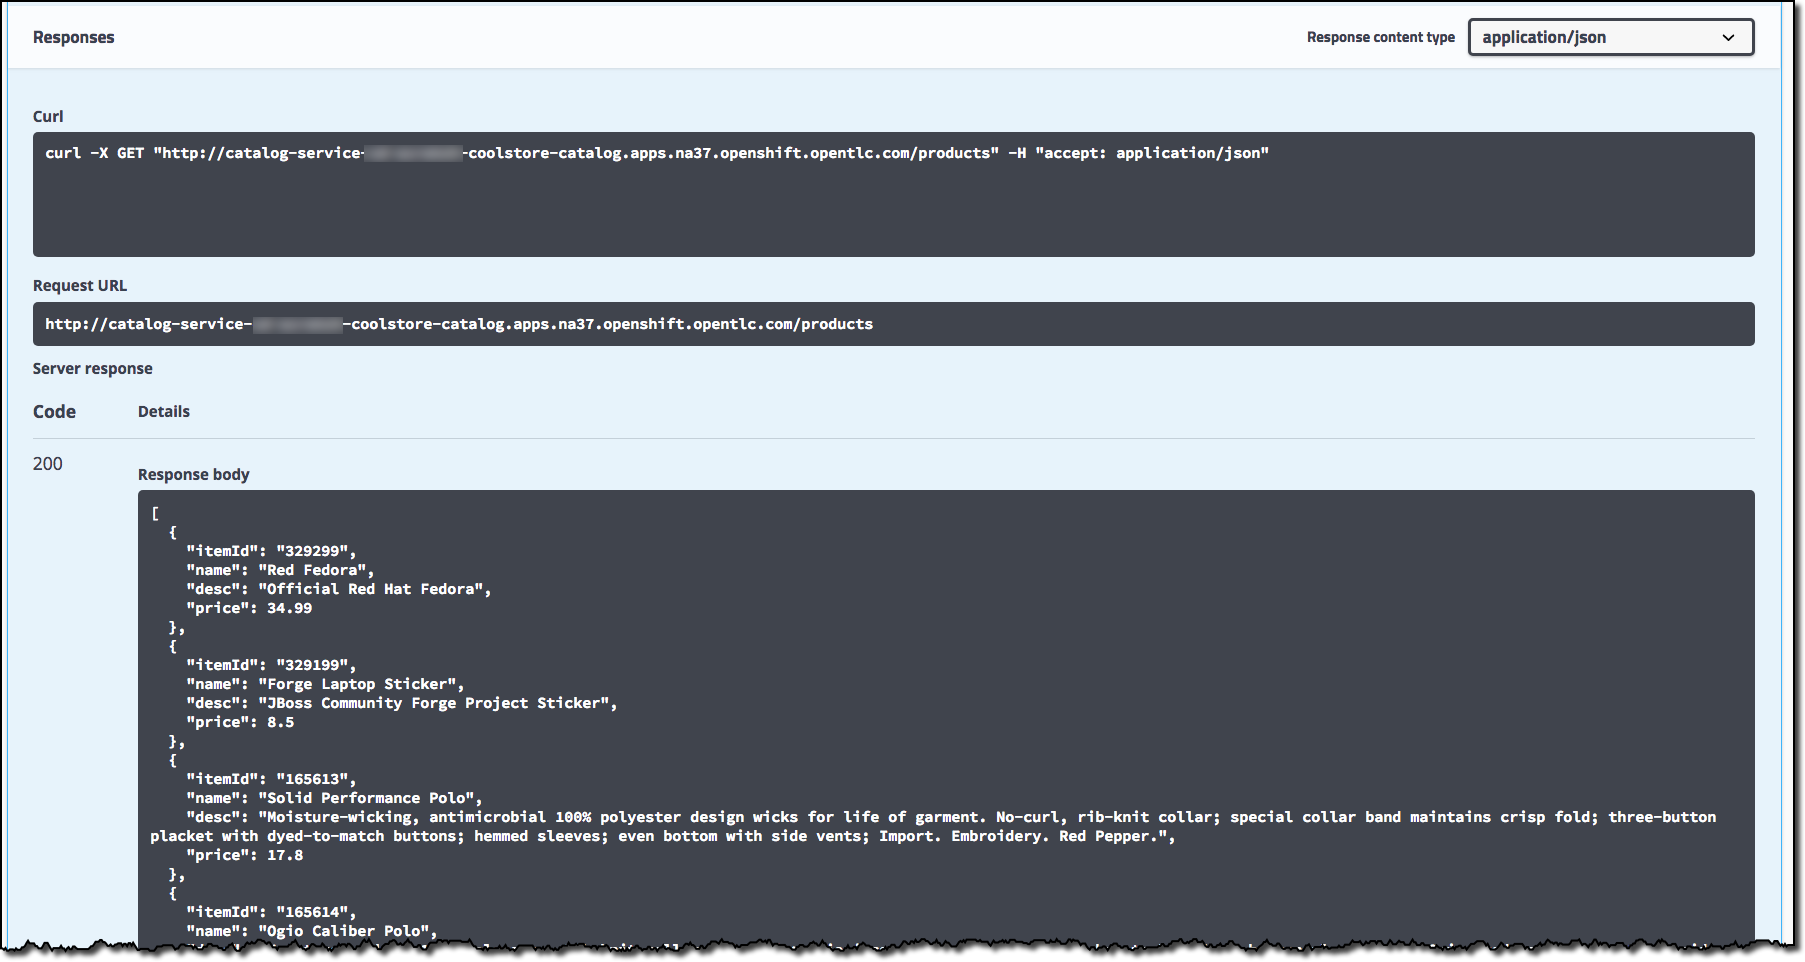 Responses
Response content type
application/json
Curl
curl -X GET "http://catalog-service- -coolstore-catalog.apps.na37.openshift.opentlc.com/products" -H "accept: application/json"
Request URL
http://catalog-service- -coolstore-catalog.apps.na37.openshift.opentlc.com/products
Server response
Code
Details
200
Response body
[
{
"itemId": "329299",
"name": "Red Fedora",
"desc": "Official Red Hat Fedora",
"price": 34.99
},
{
"itemId": "329199",
"name": "Forge Laptop Sticker",
"desc": "JBoss Community Forge Project Sticker",
"price": 8.5
},
{
"itemId": "165613",
"name": "Solid Performance Polo",
"desc": "Moisture-wicking, antimicrobial 100% polyester design wicks for life of garment. No-curl, rib-knit collar; special collar band maintains crisp fold; three-button
placket with dyed-to-match buttons; hemmed sleeves; even bottom with side vents; Import. Embroidery. Red Pepper.",
"price": 17.8
},
{
"itemId": "165614",
"name": "Ogio Caliber Polo",